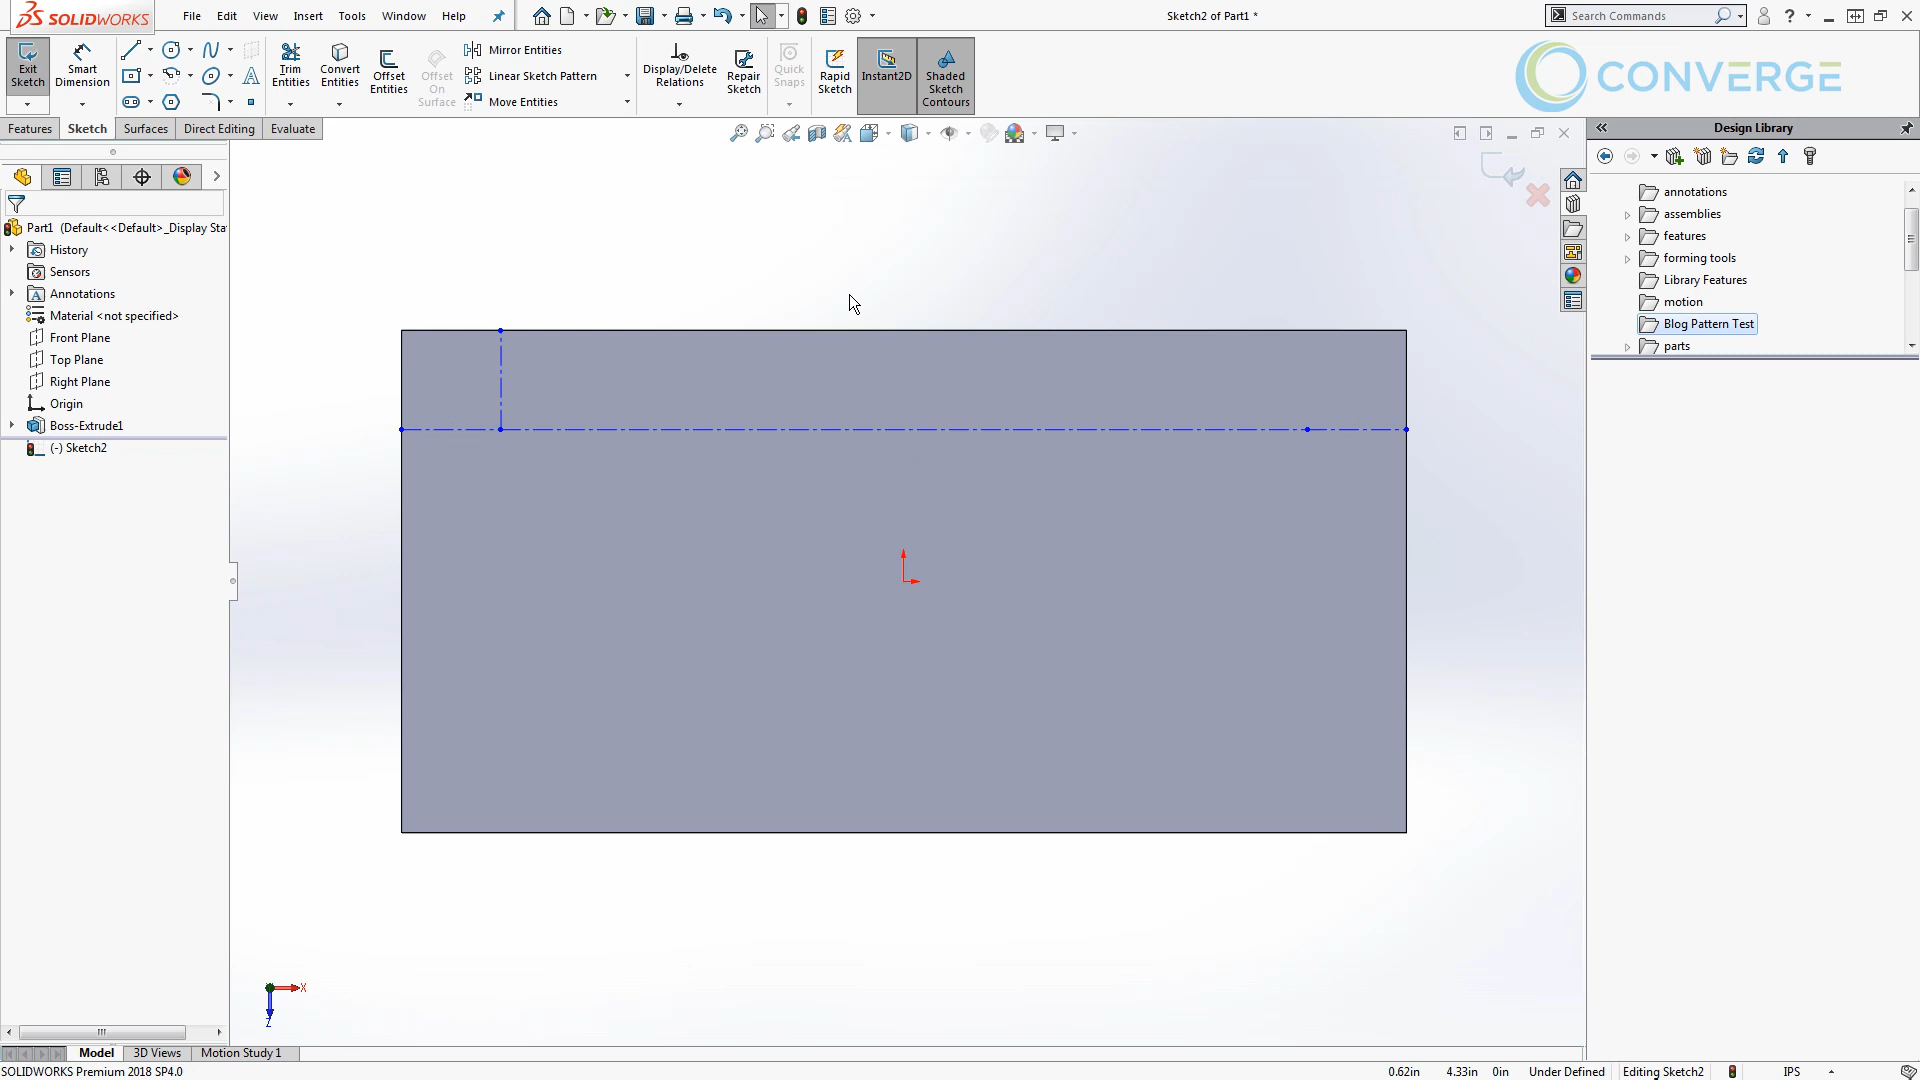 SOLIDWORKS File Edit View Insert Tools Window Help Sketch2 of Part1 * Search Commands ?
Exit Sketch
Smart Dimension
Trim Entities
Convert Entities
Offset Entities
Offset On Surface
Mirror Entities
Linear Sketch Pattern
Move Entities
Display/Delete Relations
Repair Sketch
Quick Snaps
Rapid Sketch
Instant2D
Shaded Sketch Contours
CONVERGE
Features Sketch Surfaces Direct Editing Evaluate
Design Library
Part1 (Default<<Default>_Display Sta
History
Sensors
Annotations
Material <not specified>
Front Plane
Top Plane
Right Plane
Origin
Boss-Extrude1
(-) Sketch2
annotations
assemblies
features
forming tools
Library Features
motion
Blog Pattern Test
parts
X
Z
Model 3D Views Motion Study 1
SOLIDWORKS Premium 2018 SP4.0 0.62in 4.33in 0in Under Defined Editing Sketch2 IPS